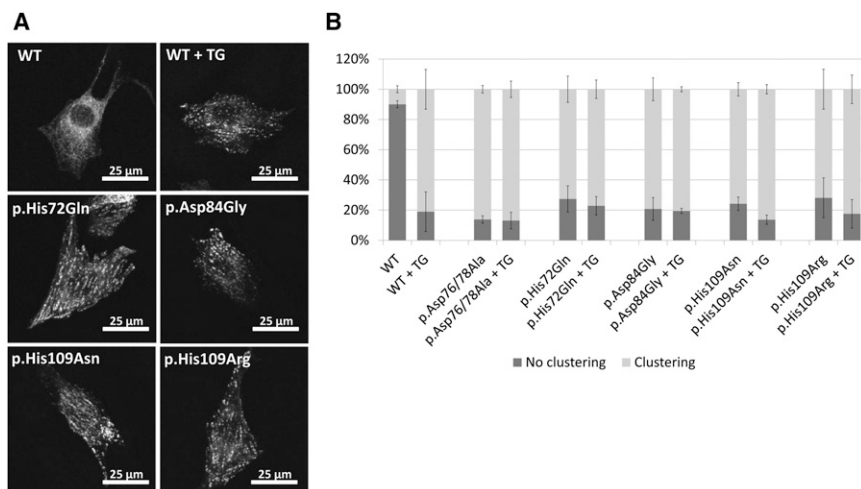 A
WT
25 µm
WT + TG
25 µm
p.His72Gln
25 µm
p.Asp84Gly
25 µm
p.His109Asn
25 µm
p.His109Arg
25 µm
B
120%
100%
80%
60%
40%
20%
0%
WT
WT + TG
p.Asp76/78Ala
p.Asp76/78Ala + TG
p.His72Gln
p.His72Gln + TG
p.Asp84Gly
p.Asp84Gly + TG
p.His109Asn
p.His109Asn + TG
p.His109Arg
p.His109Arg + TG
No clustering
Clustering